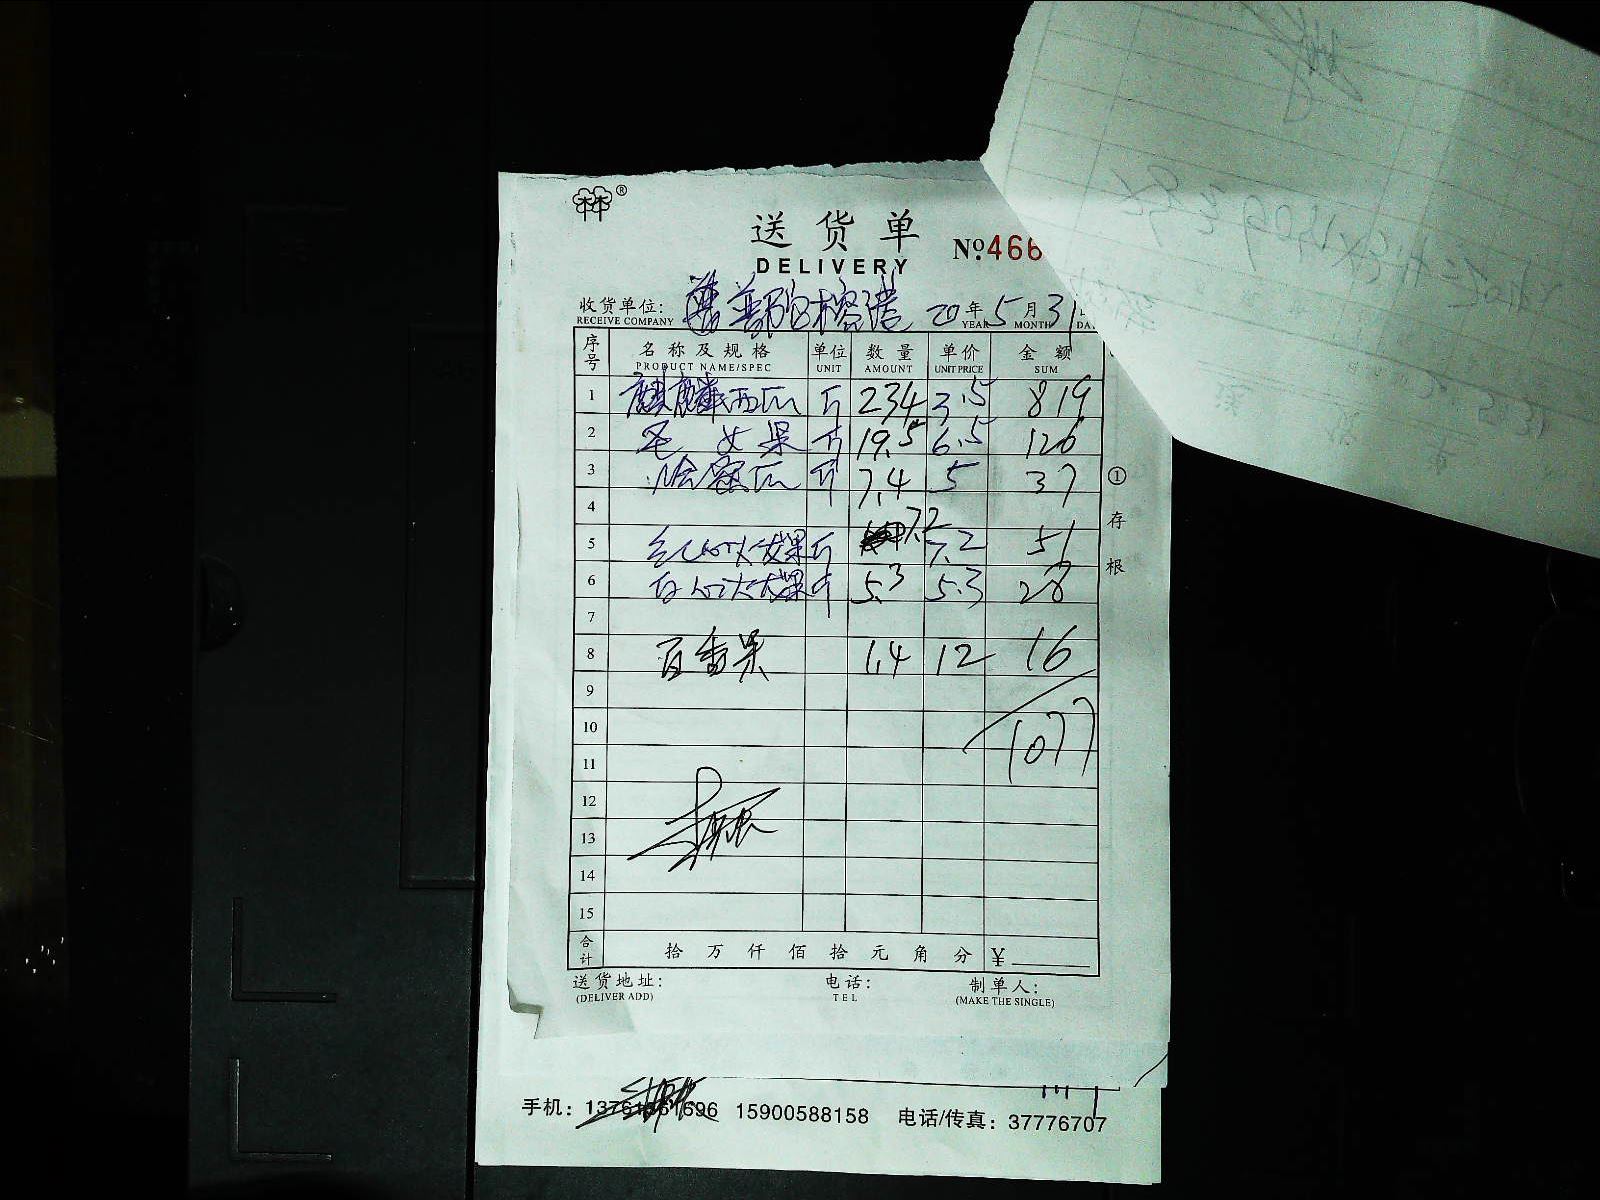 ®
送货单
DELIVERY
№466
收货单位： 20年5月31
RECEIVE COMPANY YEAR MONTH DA
序号 名称及规格 单位 数量 单价 金额
PRODUCT NAME/SPEC UNIT AMOUNT UNIT PRICE SUM
1 麒麟西瓜 斤 234 3.5 819
2 斤 19.5 6.5 126
3 哈密瓜 斤 7.4 5 37
4
5 红心火龙果 斤 7.2 7.2 51
6 白心火龙果 斤 5.3 5.3 28
7
8 百香果 1.4 12 16
9
10 1077
11
12
13
14
15
合计 拾万仟佰拾元角分 ¥
送货地址： 电话： 制单人：
(DELIVER ADD) TEL (MAKE THE SINGLE)
①存根
手机： 15900588158 电话/传真：37776707